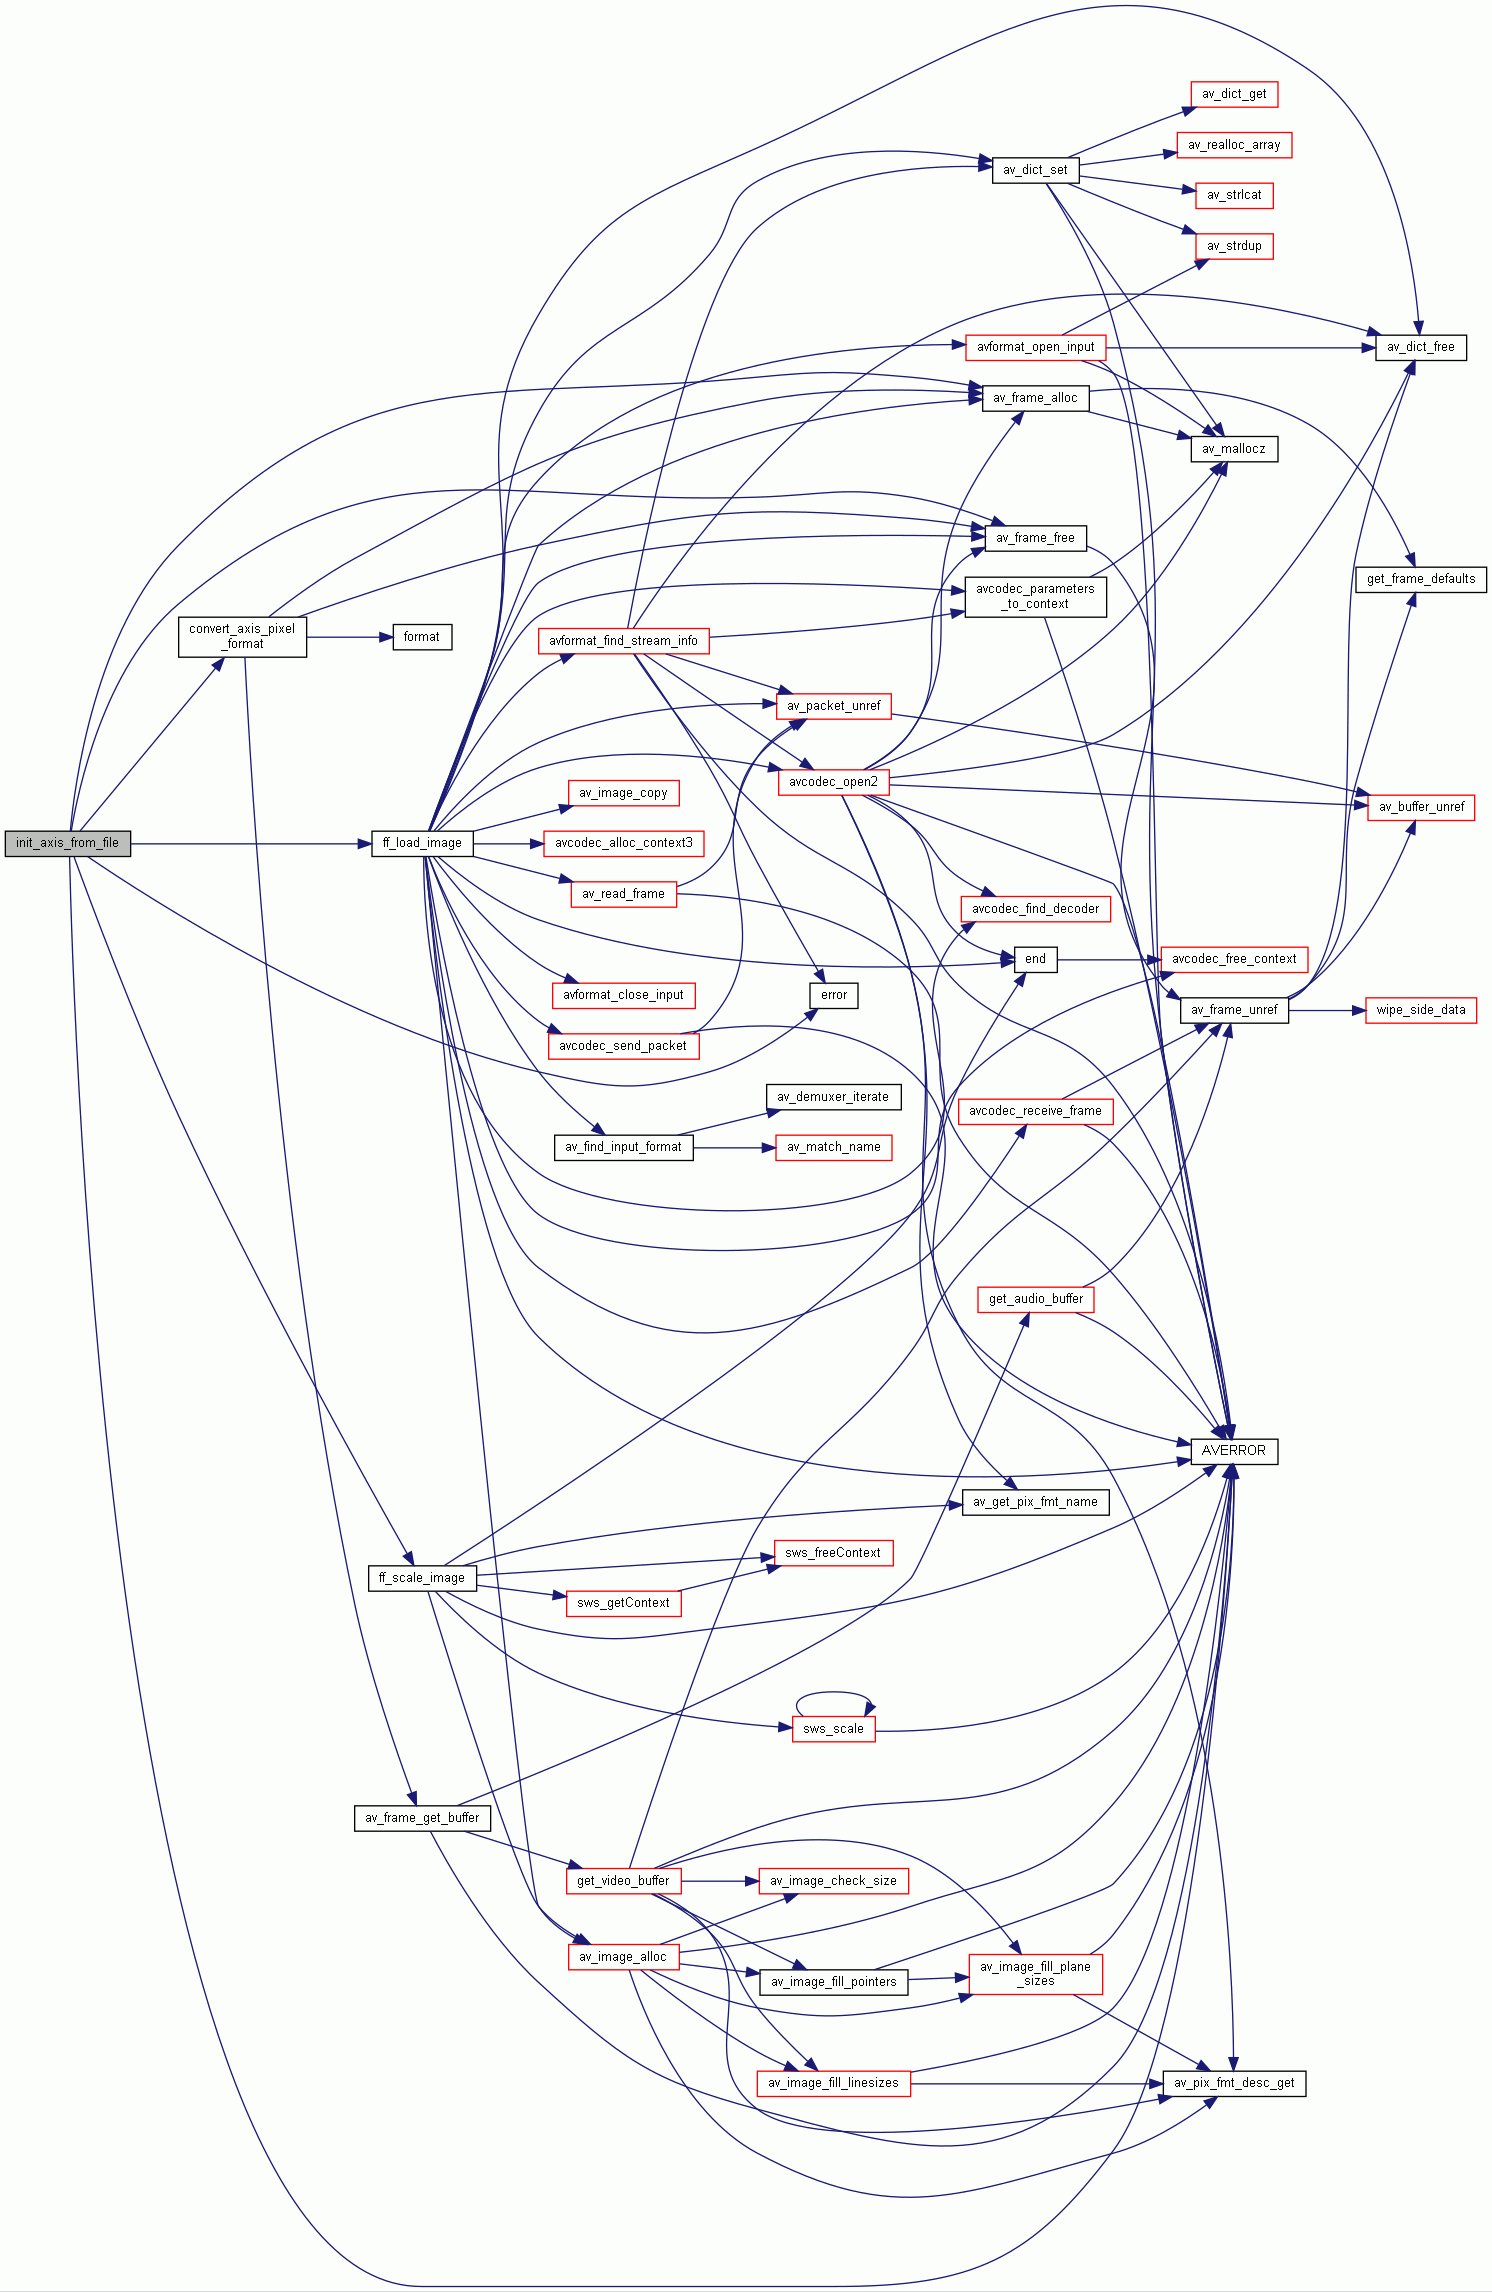 av_dict_get
av_realloc_array
av_dict_set
av_strlcat
av_strdup
avformat_open_input
av_dict_free
av_frame_alloc
av_mallocz
av_frame_free
get_frame_defaults
avcodec_parameters
_to_context
convert_axis_pixel
_format
format
avformat_find_stream_info
av_packet_unref
avcodec_open2
av_image_copy
av_buffer_unref
init_axis_from_file
ff_load_image
avcodec_alloc_context3
av_read_frame
avcodec_find_decoder
end
avcodec_free_context
avformat_close_input
error
av_frame_unref
wipe_side_data
avcodec_send_packet
av_demuxer_iterate
avcodec_receive_frame
av_find_input_format
av_match_name
get_audio_buffer
AVERROR
av_get_pix_fmt_name
sws_freeContext
ff_scale_image
sws_getContext
sws_scale
av_frame_get_buffer
get_video_buffer
av_image_check_size
av_image_alloc
av_image_fill_pointers
av_image_fill_plane
_sizes
av_image_fill_linesizes
av_pix_fmt_desc_get